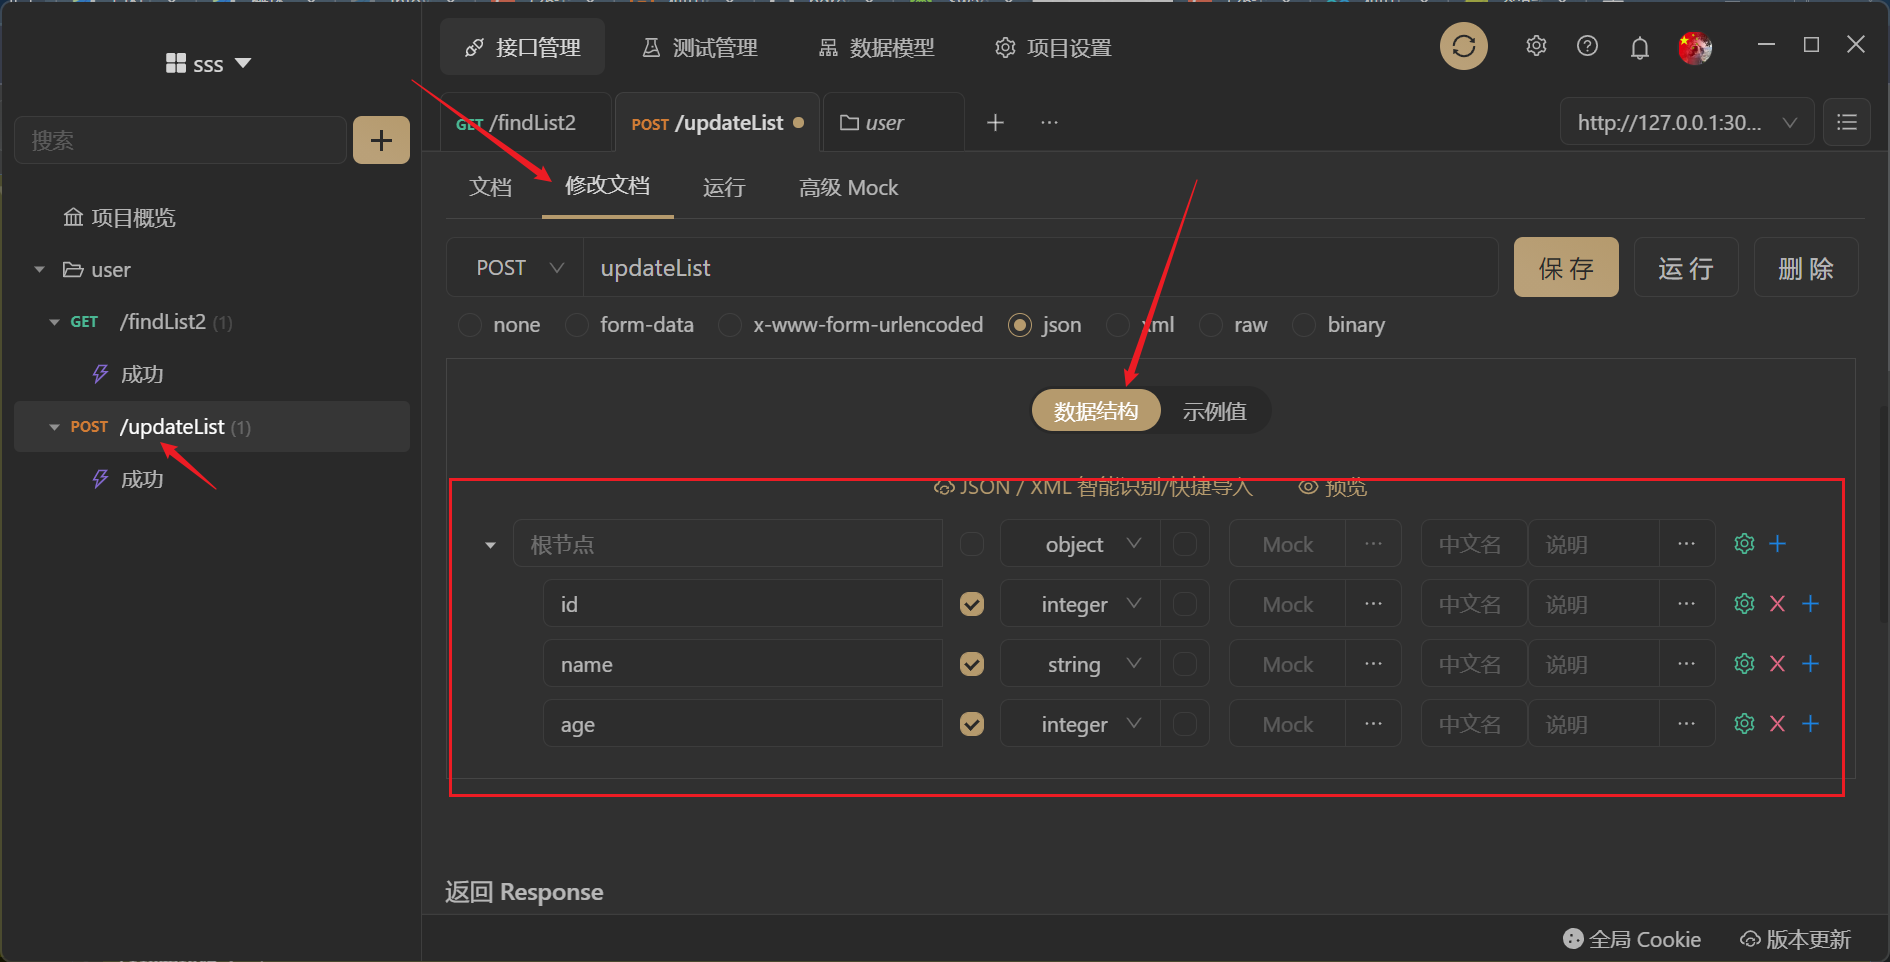 sss
接口管理
测试管理
数据模型
项目设置
搜索
GET /findList2
POST /updateList
user
http://127.0.0.1:30...
文档
修改文档
运行
高级 Mock
项目概览
user
GET /findList2 (1)
成功
POST /updateList (1)
成功
POST
updateList
保 存
运 行
删 除
none
form-data
x-www-form-urlencoded
json
xml
raw
binary
数据结构
示例值
JSON / XML 智能识别/快捷导入
预览
根节点 object Mock ... 中文名 说明 ...
id integer Mock ... 中文名 说明 ...
name string Mock ... 中文名 说明 ...
age integer Mock ... 中文名 说明 ...
返回 Response
全局 Cookie
版本更新